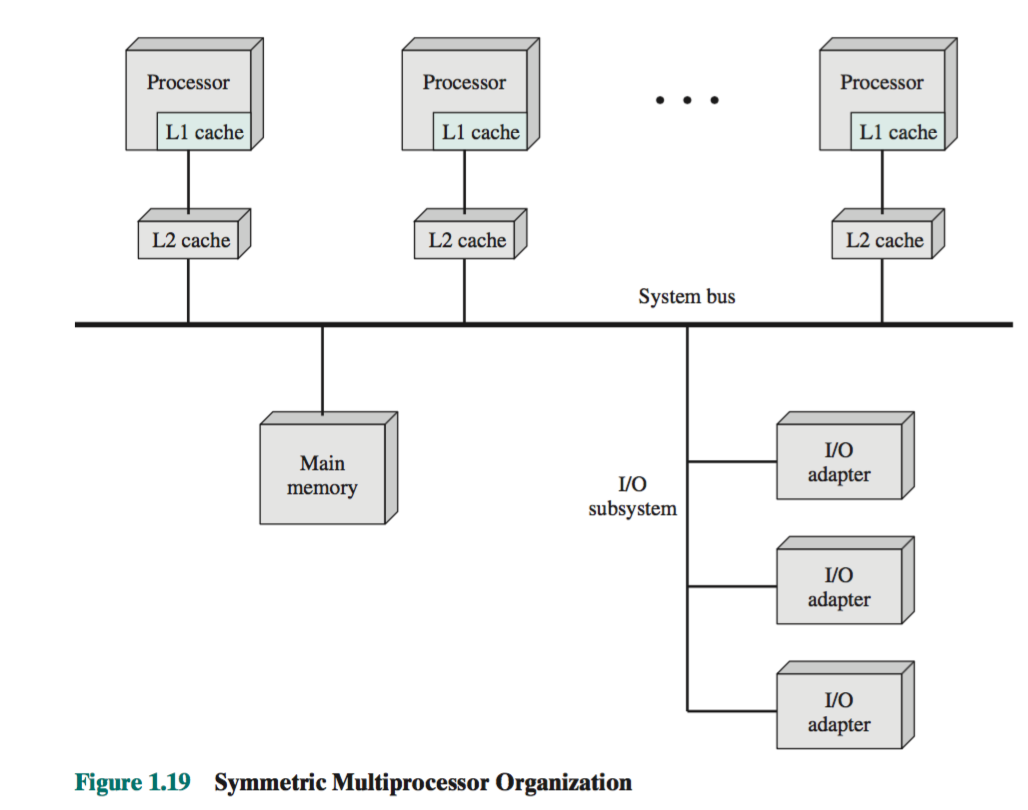 Processor
L1 cache
L2 cache
Processor
L1 cache
L2 cache
• • •
Processor
L1 cache
L2 cache
System bus
Main
memory
I/O
subsystem
I/O
adapter
I/O
adapter
I/O
adapter
Figure 1.19 Symmetric Multiprocessor Organization